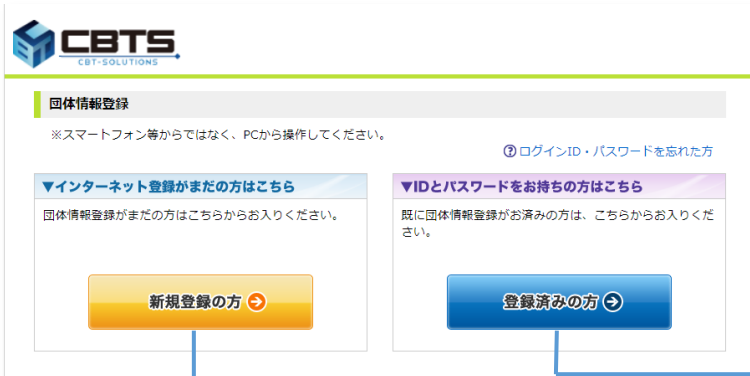 CBTS
CBT-SOLUTIONS
団体情報登録
※スマートフォン等からではなく、PCから操作してください。
?ログインID・パスワードを忘れた方
▼インターネット登録がまだの方はこちら
団体情報登録がまだの方はこちらからお入りください。
新規登録の方
▼IDとパスワードをお持ちの方はこちら
既に団体情報登録がお済みの方は、こちらからお入りくだ
さい。
登録済みの方